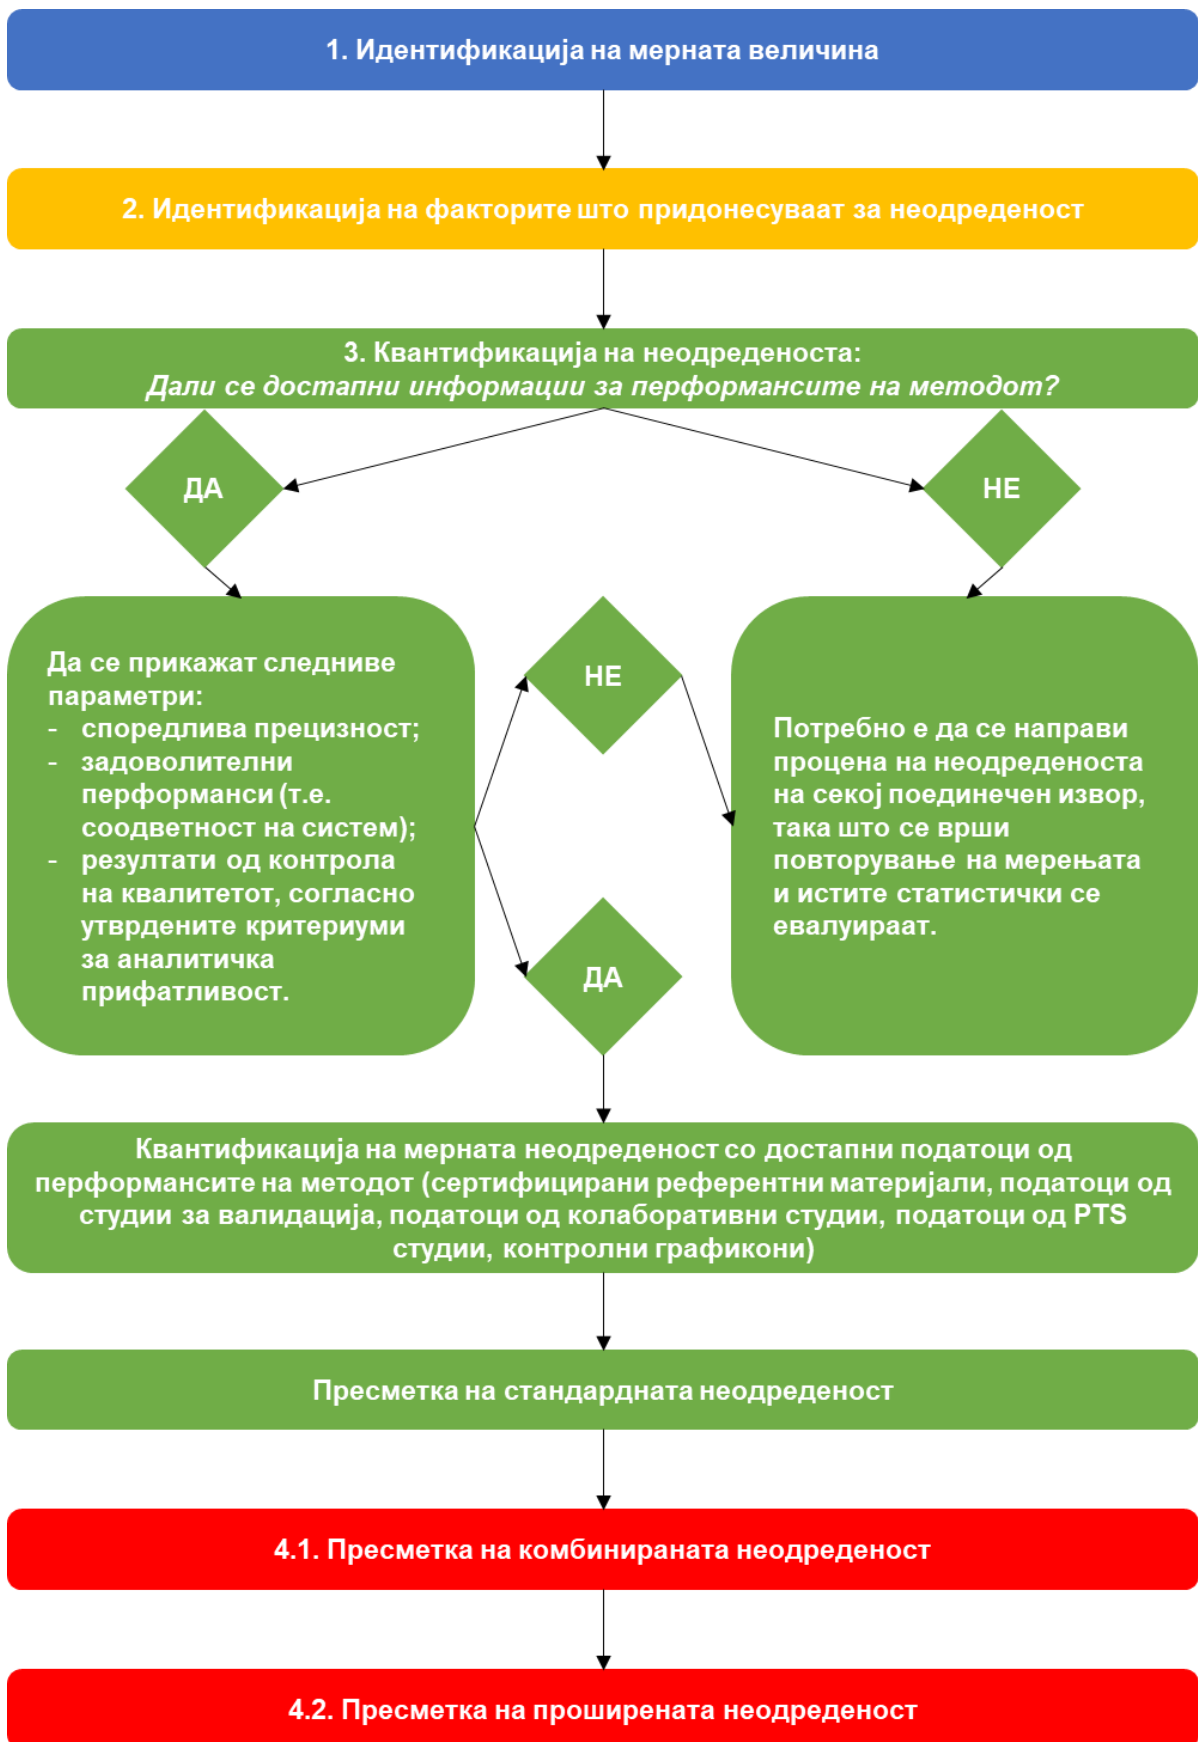 1. Идентификација на мерната величина
2. Идентификација на факторите што придонесуваат за неодреденост
3. Квантификација на неодреденоста:
Дали се достапни информации за перформансите на методот?
ДА
НЕ
Да се прикажат следниве
параметри:
- споредлива прецизност;
- задоволителни
перформанси (т.е.
соодветност на систем);
- резултати од контрола
на квалитетот, согласно
утврдените критериуми
за аналитичка
прифатливост.
НЕ
ДА
Потребно е да се направи
процена на неодреденоста
на секој поединечен извор,
така што се врши
повторување на мерењата
и истите статистички се
евалуираат.
Квантификација на мерната неодреденост со достапни податоци од
перформансите на методот (сертифицирани референтни материјали, податоци од
студии за валидација, податоци од колаборативни студии, податоци од PTS
студии, контролни графикони)
Пресметка на стандардната неодреденост
4.1. Пресметка на комбинираната неодреденост
4.2. Пресметка на проширената неодреденост